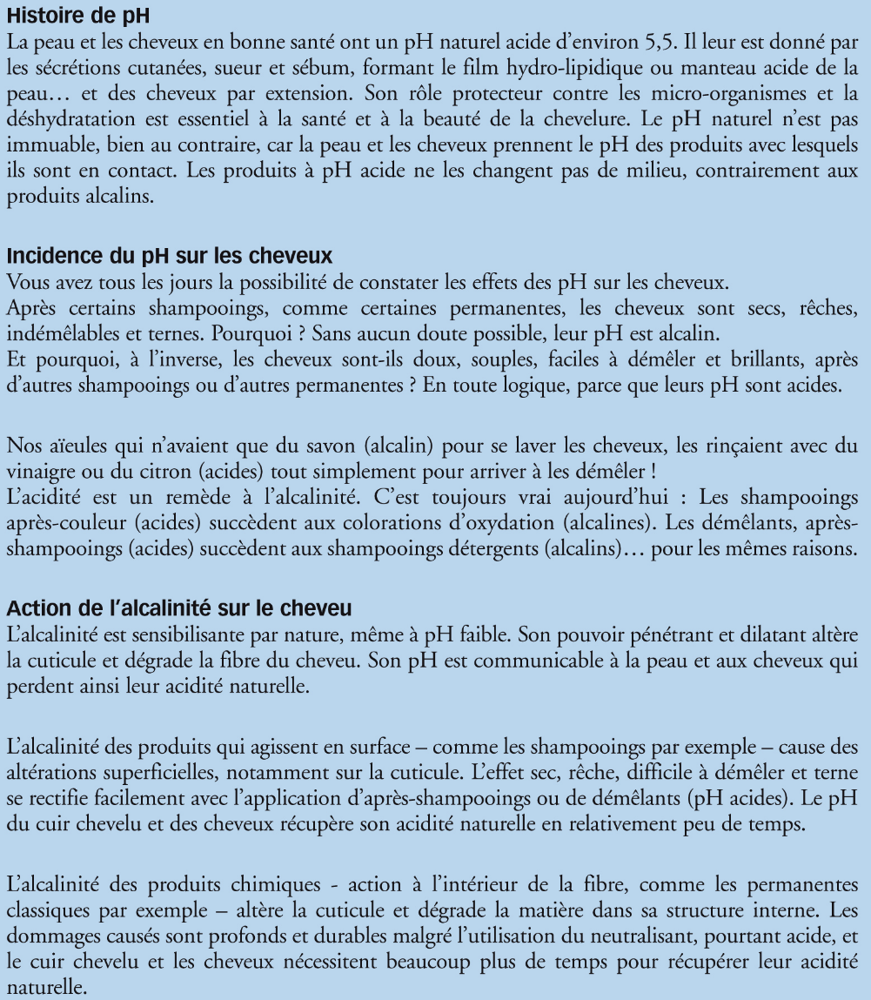 Histoire de pH
La peau et les cheveux en bonne santé ont un pH naturel acide d’environ 5,5. Il leur est donné par
les sécrétions cutanées, sueur et sébum, formant le film hydro-lipidique ou manteau acide de la
peau… et des cheveux par extension. Son rôle protecteur contre les micro-organismes et la
déshydratation est essentiel à la santé et à la beauté de la chevelure. Le pH naturel n’est pas
immuable, bien au contraire, car la peau et les cheveux prennent le pH des produits avec lesquels
ils sont en contact. Les produits à pH acide ne les changent pas de milieu, contrairement aux
produits alcalins.
Incidence du pH sur les cheveux
Vous avez tous les jours la possibilité de constater les effets des pH sur les cheveux.
Après certains shampooings, comme certaines permanentes, les cheveux sont secs, rêches,
indémêlables et ternes. Pourquoi ? Sans aucun doute possible, leur pH est alcalin.
Et pourquoi, à l’inverse, les cheveux sont-ils doux, souples, faciles à démêler et brillants, après
d’autres shampooings ou d’autres permanentes ? En toute logique, parce que leurs pH sont acides.
Nos aïeules qui n’avaient que du savon (alcalin) pour se laver les cheveux, les rinçaient avec du
vinaigre ou du citron (acides) tout simplement pour arriver à les démêler !
L’acidité est un remède à l’alcalinité. C’est toujours vrai aujourd’hui : Les shampooings
après-couleur (acides) succèdent aux colorations d’oxydation (alcalines). Les démêlants, après-
shampooings (acides) succèdent aux shampooings détergents (alcalins)… pour les mêmes raisons.
Action de l’alcalinité sur le cheveu
L’alcalinité est sensibilisante par nature, même à pH faible. Son pouvoir pénétrant et dilatant altère
la cuticule et dégrade la fibre du cheveu. Son pH est communicable à la peau et aux cheveux qui
perdent ainsi leur acidité naturelle.
L’alcalinité des produits qui agissent en surface – comme les shampooings par exemple – cause des
altérations superficielles, notamment sur la cuticule. L’effet sec, rêche, difficile à démêler et terne
se rectifie facilement avec l’application d’après-shampooings ou de démêlants (pH acides). Le pH
du cuir chevelu et des cheveux récupère son acidité naturelle en relativement peu de temps.
L’alcalinité des produits chimiques - action à l’intérieur de la fibre, comme les permanentes
classiques par exemple – altère la cuticule et dégrade la matière dans sa structure interne. Les
dommages causés sont profonds et durables malgré l’utilisation du neutralisant, pourtant acide, et
le cuir chevelu et les cheveux nécessitent beaucoup plus de temps pour récupérer leur acidité
naturelle.